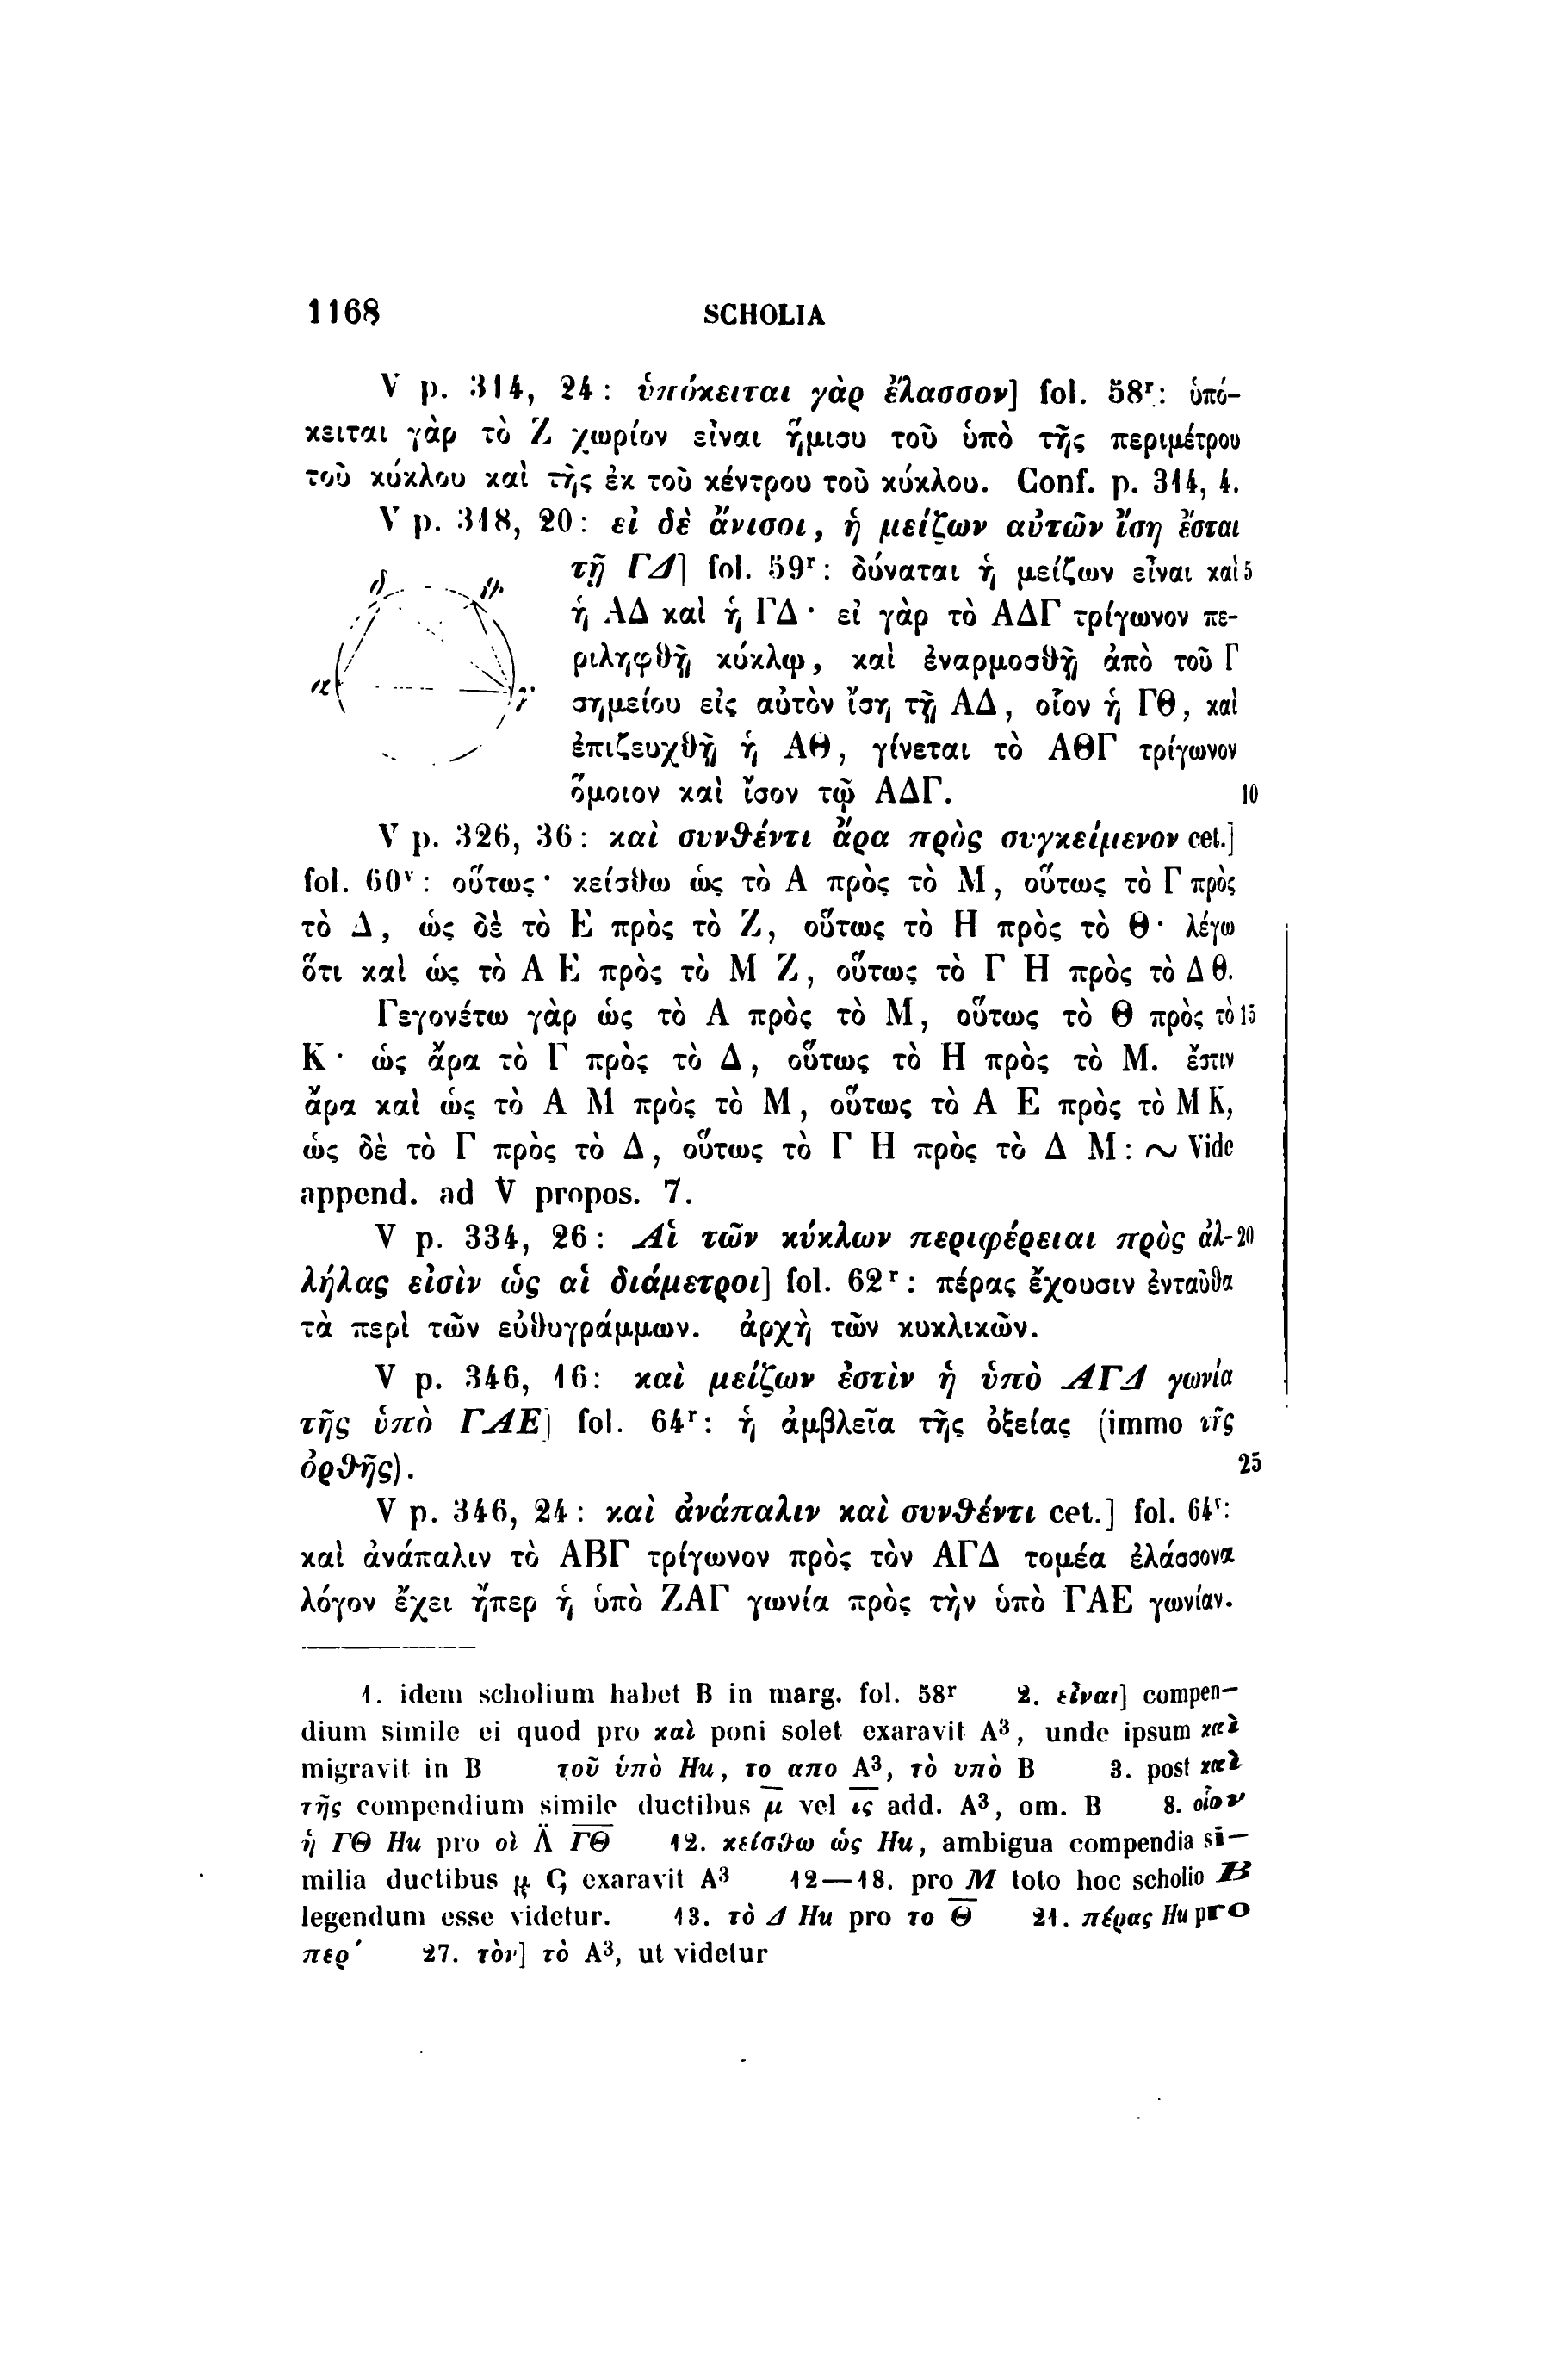 1168 SCHOLIA
V p. 314, 24: ὑπόκειται γὰρ ἔλασσον] fol. 58r: ὑπό-
κειται γὰρ τὸ Ζ χωρίον εἶναι ἥμισυ τοῦ ὑπὸ τῆς περιμέτρου
τοῦ κύκλου καὶ τῆς ἐκ τοῦ κέντρου τοῦ κύκλου. Conf. p. 314, 4.
V p. 318, 20: εἰ δὲ ἄνισοι, ἡ μείζων αὐτῶν ἴση ἔσται
τῇ ΓΔ] fol. 59r: δύναται ἡ μείζων εἶναι καὶ 5
ἡ ΑΔ καὶ ἡ ΓΔ· εἰ γὰρ τὸ ΑΔΓ τρίγωνον πε-
ριληφθῇ κύκλῳ, καὶ ἐναρμοσθῇ ἀπὸ τοῦ Γ
σημείου εἰς αὐτὸν ἴση τῇ ΑΔ, οἷον ἡ ΓΘ, καὶ
ἐπιζευχθῇ ἡ ΑΘ, γίνεται τὸ ΑΘΓ τρίγωνον
ὅμοιον καὶ ἴσον τῷ ΑΔΓ. 10
δ θ
α γ
V p. 326, 36: καὶ συνθέντι ἄρα πρὸς συγκείμενον cet.]
fol. 60v: οὕτως· κείσθω ὡς τὸ Α πρὸς τὸ Μ, οὕτως τὸ Γ πρὸς
τὸ Δ, ὡς δὲ τὸ Ε πρὸς τὸ Ζ, οὕτως τὸ Η πρὸς τὸ Θ· λέγω
ὅτι καὶ ὡς τὸ Α Ε πρὸς τὸ Μ Ζ, οὕτως τὸ Γ Η πρὸς τὸ Δ Θ.
Γεγονέτω γὰρ ὡς τὸ Α πρὸς τὸ Μ, οὕτως τὸ Θ πρὸς τὸ 15
Κ· ὡς ἄρα τὸ Γ πρὸς τὸ Δ, οὕτως τὸ Η πρὸς τὸ Μ. ἔστιν
ἄρα καὶ ὡς τὸ Α Μ πρὸς τὸ Μ, οὕτως τὸ Α Ε πρὸς τὸ Μ Κ,
ὡς δὲ τὸ Γ πρὸς τὸ Δ, οὕτως τὸ Γ Η πρὸς τὸ Δ Μ: ~ Vide
append. ad V propos. 7.
V p. 334, 26: Αἱ τῶν κύκλων περιφέρειαι πρὸς ἀλ- 20
λήλας εἰσὶν ὡς αἱ διάμετροι] fol. 62r: πέρας ἔχουσιν ἐνταῦθα
τὰ περὶ τῶν εὐθυγράμμων. ἀρχὴ τῶν κυκλικῶν.
V p. 346, 16: καὶ μείζων ἐστὶν ἡ ὑπὸ ΑΓΔ γωνία
τῆς ὑπὸ ΓΑΕ] fol. 64r: ἡ ἀμβλεῖα τῆς ὀξείας (immo τῆς
ὀρθῆς). 25
V p. 346, 24: καὶ ἀνάπαλιν καὶ συνθέντι cet.] fol. 64r:
καὶ ἀνάπαλιν τὸ ΑΒΓ τρίγωνον πρὸς τὸν ΑΓΔ τομέα ἐλάσσονα
λόγον ἔχει ἤπερ ἡ ὑπὸ ΖΑΓ γωνία πρὸς τὴν ὑπὸ ΓΑΕ γωνίαν.
1. idem scholium habet B in marg. fol. 58r 2. εἶναι] compen-
dium simile ei quod pro καὶ poni solet exaravit A3, unde ipsum καὶ
migravit in B τοῦ ὑπὸ Hu, το απο A3, τὸ υπὸ B 3. post καὶ
τῆς compendium simile ductibus μ̅ vel ι̅ς̅ add. A3, om. B 8. οἷον
ἡ ΓΘ Hu pro οἱ Λ̈ Γ̅Θ̅ 12. κείσθω ὡς Hu, ambigua compendia si-
milia ductibus exaravit A3 12—18. pro M toto hoc scholio B
legendum esse videtur. 13. τὸ Δ Hu pro το Θ̅ 21. πέρας Hu pro
περ΄ 27. τὸν] τὸ A3, ut videtur